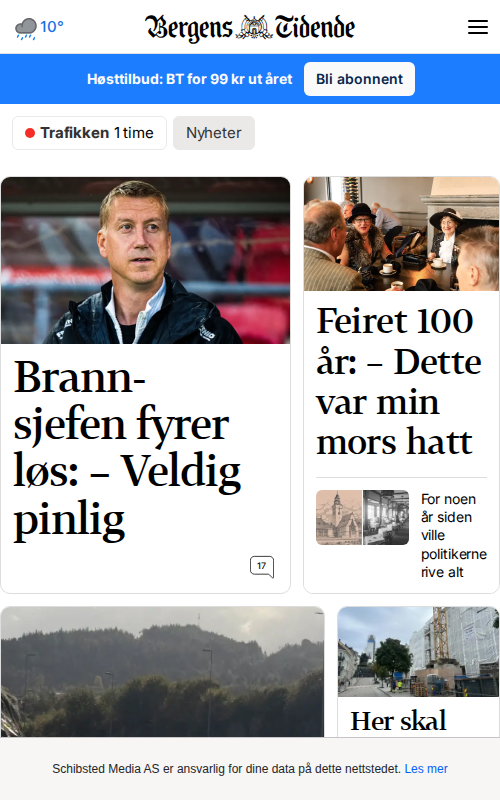 10°
Bergens Tidende
Høsttilbud: BT for 99 kr ut året
Bli abonnent
Trafikken 1 time
Nyheter
Brann-
sjefen fyrer
løs: – Veldig
pinlig
17
Feiret 100
år: – Dette
var min
mors hatt
For noen
år siden
ville
politikerne
rive alt
Her skal
Schibsted Media AS er ansvarlig for dine data på dette nettstedet. Les mer